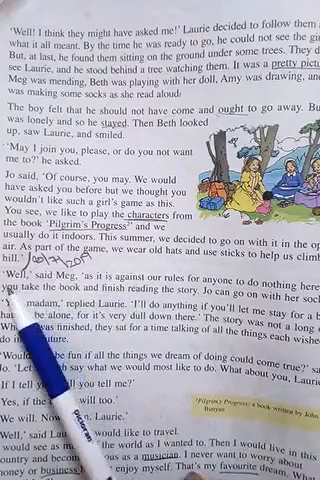 'Well! I think they might have asked me!' Laurie decided to follow them
what it all meant. By the time he was ready to go, he could not see the gir
But, at last, he found them sitting on the ground under some trees. They d
see Laurie, and he stood behind a tree watching them. It was a pretty pictu
Meg was mending, Beth was playing with her doll, Amy was drawing, an
was making some socks as she read aloud.
The boy felt that he should not have come and ought to go away. Bu
was lonely and so he stayed. Then Beth looked
up, saw Laurie, and smiled.
'May I join you, please, or do you not want
me to?' he asked.
Jo said, 'Of course, you may. We would
have asked you before but we thought you
wouldn't like such a girl's game as this.
You see, we like to play the characters from
the book 'Pilgrim's Progress' and we
usually do it indoors. This summer, we decided to go on with it in the op
air. As part of the game, we wear old hats and use sticks to help us climb
hill.'
'Well,' said Meg, 'as it is against our rules for anyone to do nothing here
you take the book and finish reading the story. Jo can go on with her soc
madam,' replied Laurie. 'I'll do anything if you'll let me stay for a b
be alone, for it's very dull down there.' The story was not long
was finished, they sat for a time talking of all the things each wishe
do in future.
'Would be fun if all the things we dream of doing could come true?' sa
Jo. 'Let say what we would most like to do. What about you, Lauri
If I tell you, will you tell me?'
Yes, if the will too.'
We will. Now Laurie.'
Well,' said Lau would like to travel.
would see as the world as I wanted to. Then I would live in this
ountry and becom ous as a musician. I never want to worry about
oney or business enjoy myself. That's my favourite dream. What
'Pilgrim's Progress: a book written by John
Bunyan
picoran